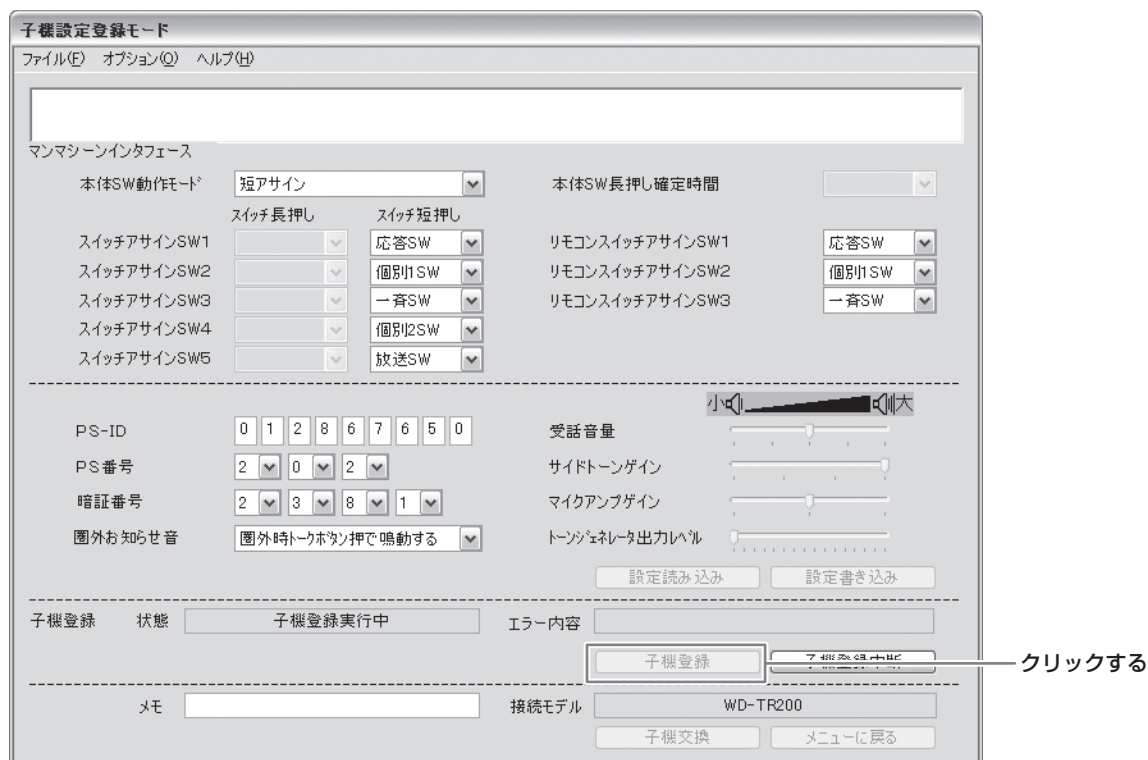 子機設定登録モード
ファイル(F) オプション(O) ヘルプ(H)
マンマシーンインタフェース
本体SW動作モード 短アサイン 本体SW長押し確定時間
スイッチ長押し スイッチ短押し
スイッチアサインSW1 応答SW リモコンスイッチアサインSW1 応答SW
スイッチアサインSW2 個別1SW リモコンスイッチアサインSW2 個別1SW
スイッチアサインSW3 一斉SW リモコンスイッチアサインSW3 一斉SW
スイッチアサインSW4 個別2SW
スイッチアサインSW5 放送SW
小 大
PS-ID 0 1 2 8 6 7 6 5 0 受話音量
PS番号 2 0 2 サイドトーンゲイン
暗証番号 2 3 8 1 マイクアンプゲイン
圏外お知らせ音 圏外時トークボタン押で鳴動する トーンジェネレータ出力レベル
設定読み込み 設定書き込み
子機登録 状態 子機登録実行中 エラー内容
子機登録 子機登録中断 クリックする
メモ 接続モデル WD-TR200
子機交換 メニューに戻る